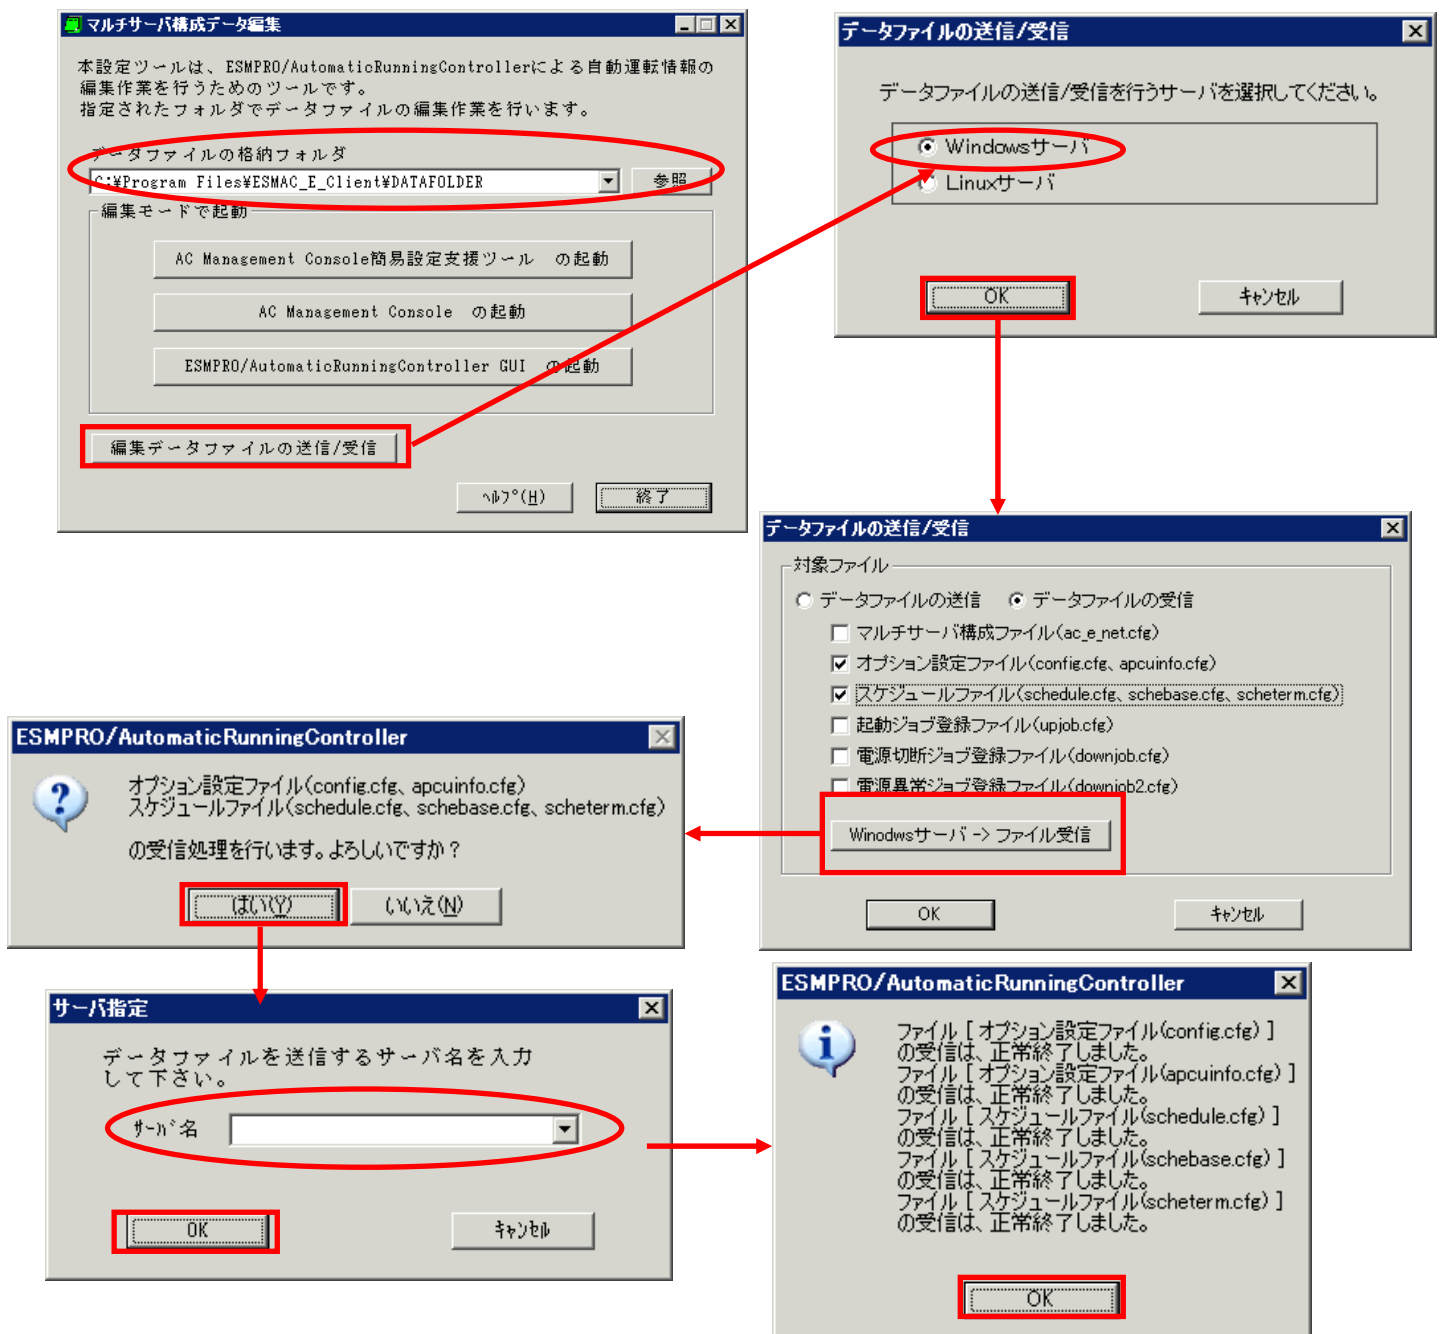 マルチサーバ構成データ編集
本設定ツールは、ESMPRO/AutomaticRunningControllerによる自動運転情報の
編集作業を行うためのツールです。
指定されたフォルダでデータファイルの編集作業を行います。
データファイルの格納フォルダ
C:¥Program Files¥ESMAC_E_Client¥DATAFOLDER
参照
編集モードで起動
AC Management Console簡易設定支援ツール　の起動
AC Management Console　の起動
ESMPRO/AutomaticRunningController GUI　の起動
編集データファイルの送信/受信
ﾍﾙﾌﾟ(H)
終了
データファイルの送信/受信
データファイルの送信/受信を行うサーバを選択してください。
Windowsサーバ
Linuxサーバ
OK
ｷｬﾝｾﾙ
データファイルの送信/受信
対象ファイル
データファイルの送信
データファイルの受信
マルチサーバ構成ファイル(ac_e_net.cfg)
オプション設定ファイル(config.cfg、apcuinfo.cfg)
スケジュールファイル(schedule.cfg、schebase.cfg、scheterm.cfg)
起動ジョブ登録ファイル(upjob.cfg)
電源切断ジョブ登録ファイル(downjob.cfg)
電源異常ジョブ登録ファイル(downjob2.cfg)
Winodwsサーバ -> ファイル受信
OK
ｷｬﾝｾﾙ
ESMPRO/AutomaticRunningController
オプション設定ファイル(config.cfg、apcuinfo.cfg)
スケジュールファイル(schedule.cfg、schebase.cfg、scheterm.cfg)
の受信処理を行います。よろしいですか？
はい(Y)
いいえ(N)
サーバ指定
データファイルを送信するサーバ名を入力
して下さい。
ｻｰﾊﾞ名
OK
ｷｬﾝｾﾙ
ESMPRO/AutomaticRunningController
ファイル [ オプション設定ファイル(config.cfg) ]
の受信は、正常終了しました。
ファイル [ オプション設定ファイル(apcuinfo.cfg) ]
の受信は、正常終了しました。
ファイル [ スケジュールファイル(schedule.cfg) ]
の受信は、正常終了しました。
ファイル [ スケジュールファイル(schebase.cfg) ]
の受信は、正常終了しました。
ファイル [ スケジュールファイル(scheterm.cfg) ]
の受信は、正常終了しました。
OK